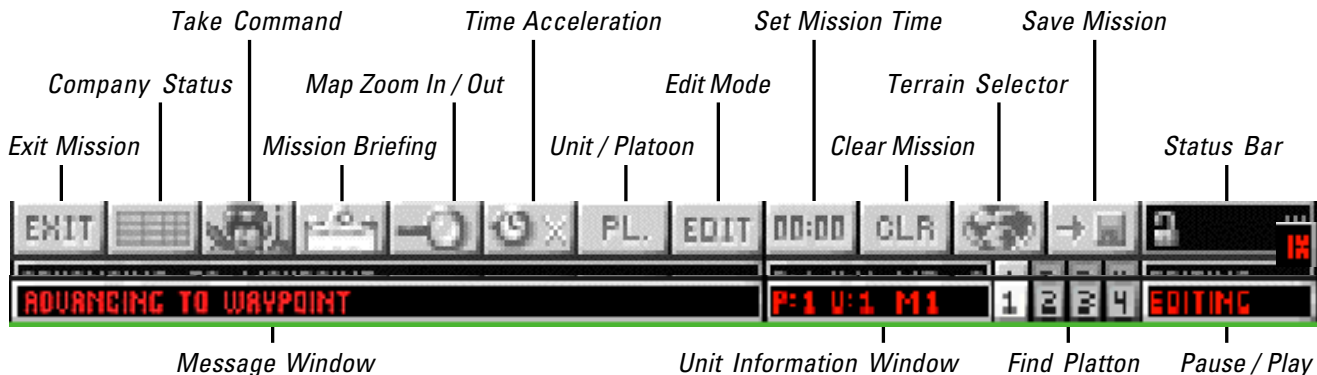 Take Command Time Acceleration Set Mission Time Save Mission
Company Status Map Zoom In / Out Edit Mode Terrain Selector
Exit Mission Mission Briefing Unit / Platoon Clear Mission Status Bar
EXIT X PL. EDIT 00:00 CLR
1X
ADVANCING TO WAYPOINT P:1 U:1 M1 1 2 3 4 EDITING
Message Window Unit Information Window Find Platton Pause / Play